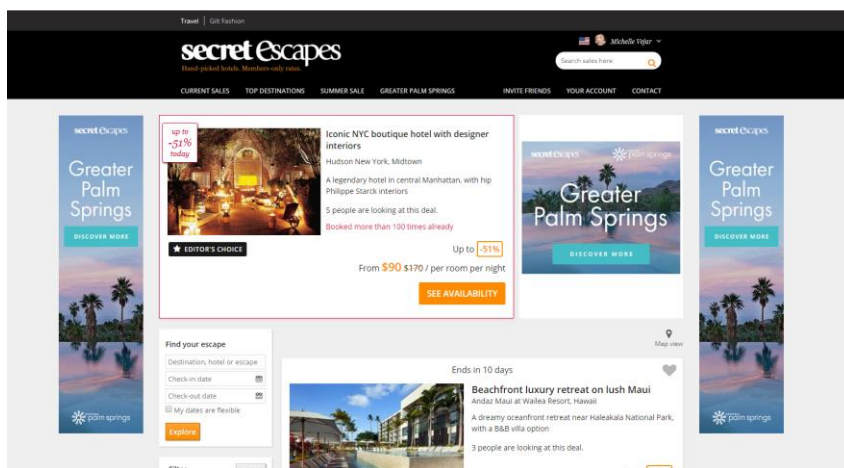 Travel | Gilt Fashion
secret escapes
Hand-picked hotels. Members-only rates.
Michelle Vejar
Search sales here
CURRENT SALES TOP DESTINATIONS SUMMER SALE GREATER PALM SPRINGS INVITE FRIENDS YOUR ACCOUNT CONTACT
secret escapes
Greater
Palm
Springs
DISCOVER MORE
palm springs
up to
-51%
today
Iconic NYC boutique hotel with designer
interiors
Hudson New York, Midtown
A legendary hotel in central Manhattan, with hip
Philippe Starck interiors
5 people are looking at this deal.
Booked more than 100 times already
★ EDITOR'S CHOICE
Up to -51%
From $90 $170 / per room per night
SEE AVAILABILITY
secret escapes palm springs
Greater
Palm Springs
DISCOVER MORE
secret escapes
Greater
Palm
Springs
DISCOVER MORE
palm springs
Map view
Find your escape
Destination, hotel or escape
Check-in date
Check-out date
My dates are flexible
Explore
Ends in 10 days
Beachfront luxury retreat on lush Maui
Andaz Maui at Wailea Resort, Hawaii
A dreamy oceanfront retreat near Haleakala National Park,
with a B&B villa option
3 people are looking at this deal.